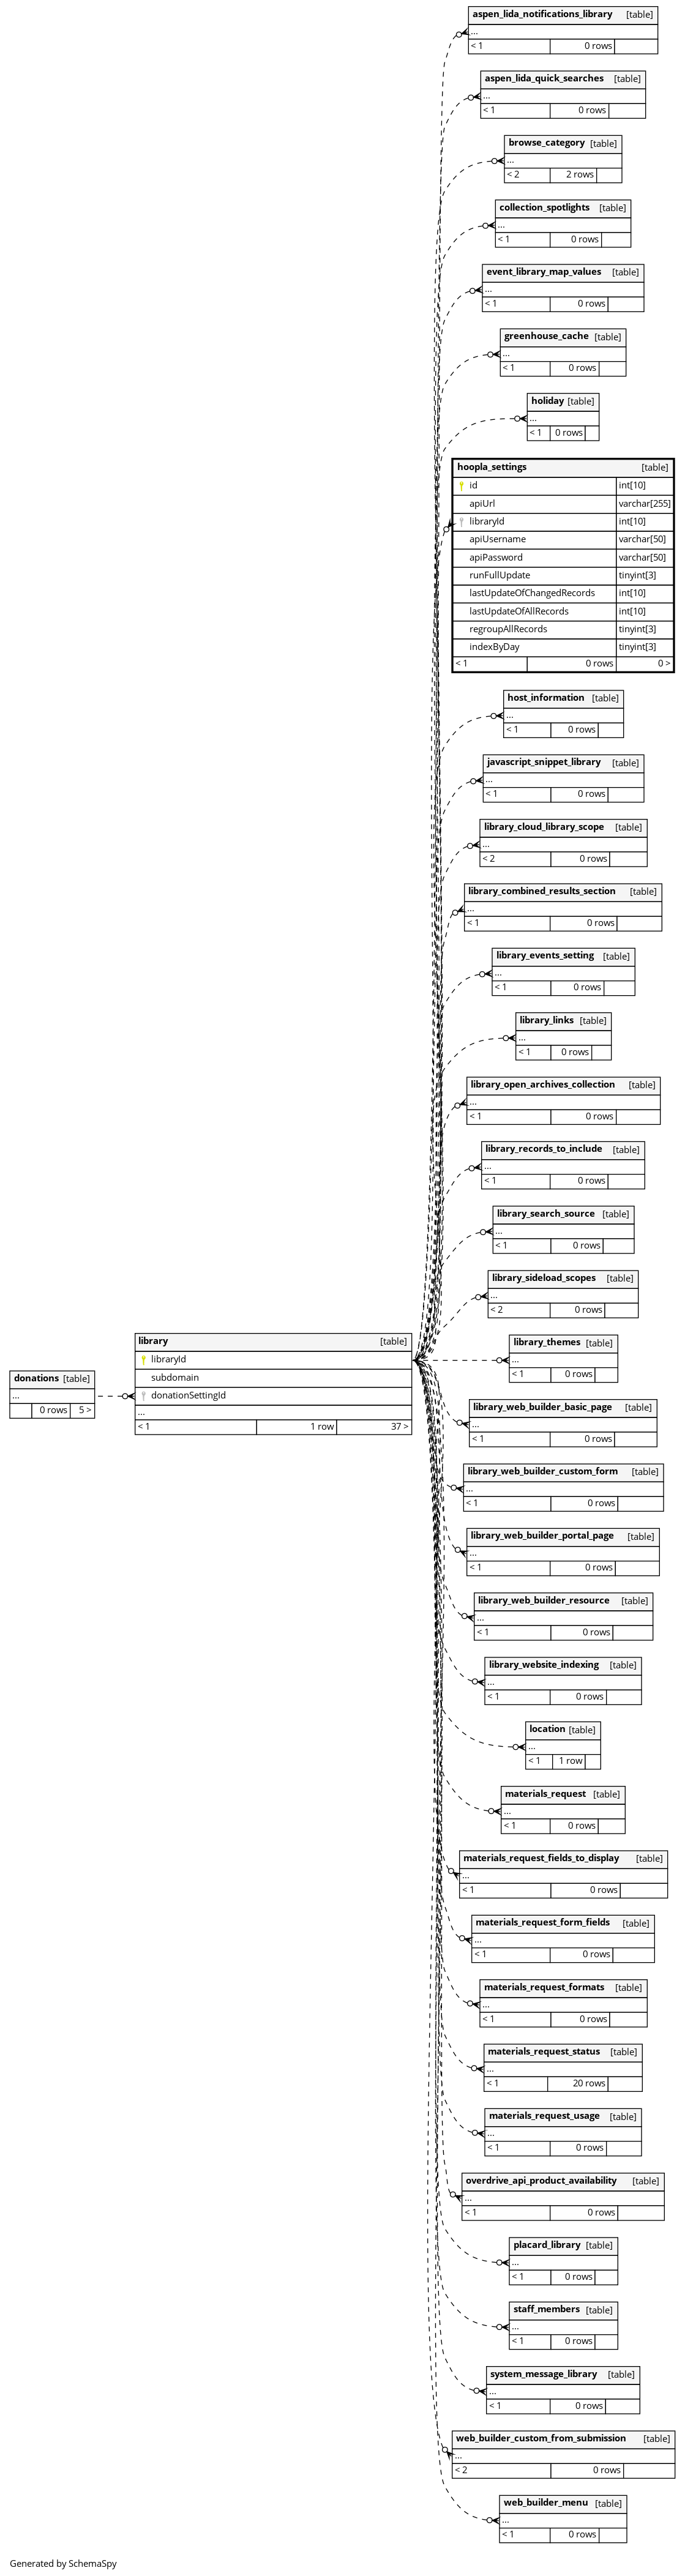 aspen_lida_notifications_library [table]
...
< 1 0 rows
aspen_lida_quick_searches [table]
...
< 1 0 rows
browse_category [table]
...
< 2 2 rows
collection_spotlights [table]
...
< 1 0 rows
event_library_map_values [table]
...
< 1 0 rows
greenhouse_cache [table]
...
< 1 0 rows
holiday [table]
...
< 1 0 rows
hoopla_settings [table]
id int[10]
apiUrl varchar[255]
libraryId int[10]
apiUsername varchar[50]
apiPassword varchar[50]
runFullUpdate tinyint[3]
lastUpdateOfChangedRecords int[10]
lastUpdateOfAllRecords int[10]
regroupAllRecords tinyint[3]
indexByDay tinyint[3]
< 1 0 rows 0 >
host_information [table]
...
< 1 0 rows
javascript_snippet_library [table]
...
< 1 0 rows
library_cloud_library_scope [table]
...
< 2 0 rows
library_combined_results_section [table]
...
< 1 0 rows
library_events_setting [table]
...
< 1 0 rows
library_links [table]
...
< 1 0 rows
library_open_archives_collection [table]
...
< 1 0 rows
library_records_to_include [table]
...
< 1 0 rows
library_search_source [table]
...
< 1 0 rows
library_sideload_scopes [table]
...
< 2 0 rows
library [table]
libraryId
subdomain
donationSettingId
...
< 1 1 row 37 >
donations [table]
...
0 rows 5 >
library_themes [table]
...
< 1 0 rows
library_web_builder_basic_page [table]
...
< 1 0 rows
library_web_builder_custom_form [table]
...
< 1 0 rows
library_web_builder_portal_page [table]
...
< 1 0 rows
library_web_builder_resource [table]
...
< 1 0 rows
library_website_indexing [table]
...
< 1 0 rows
location [table]
...
< 1 1 row
materials_request [table]
...
< 1 0 rows
materials_request_fields_to_display [table]
...
< 1 0 rows
materials_request_form_fields [table]
...
< 1 0 rows
materials_request_formats [table]
...
< 1 0 rows
materials_request_status [table]
...
< 1 20 rows
materials_request_usage [table]
...
< 1 0 rows
overdrive_api_product_availability [table]
...
< 1 0 rows
placard_library [table]
...
< 1 0 rows
staff_members [table]
...
< 1 0 rows
system_message_library [table]
...
< 1 0 rows
web_builder_custom_from_submission [table]
...
< 2 0 rows
web_builder_menu [table]
...
< 1 0 rows
Generated by SchemaSpy